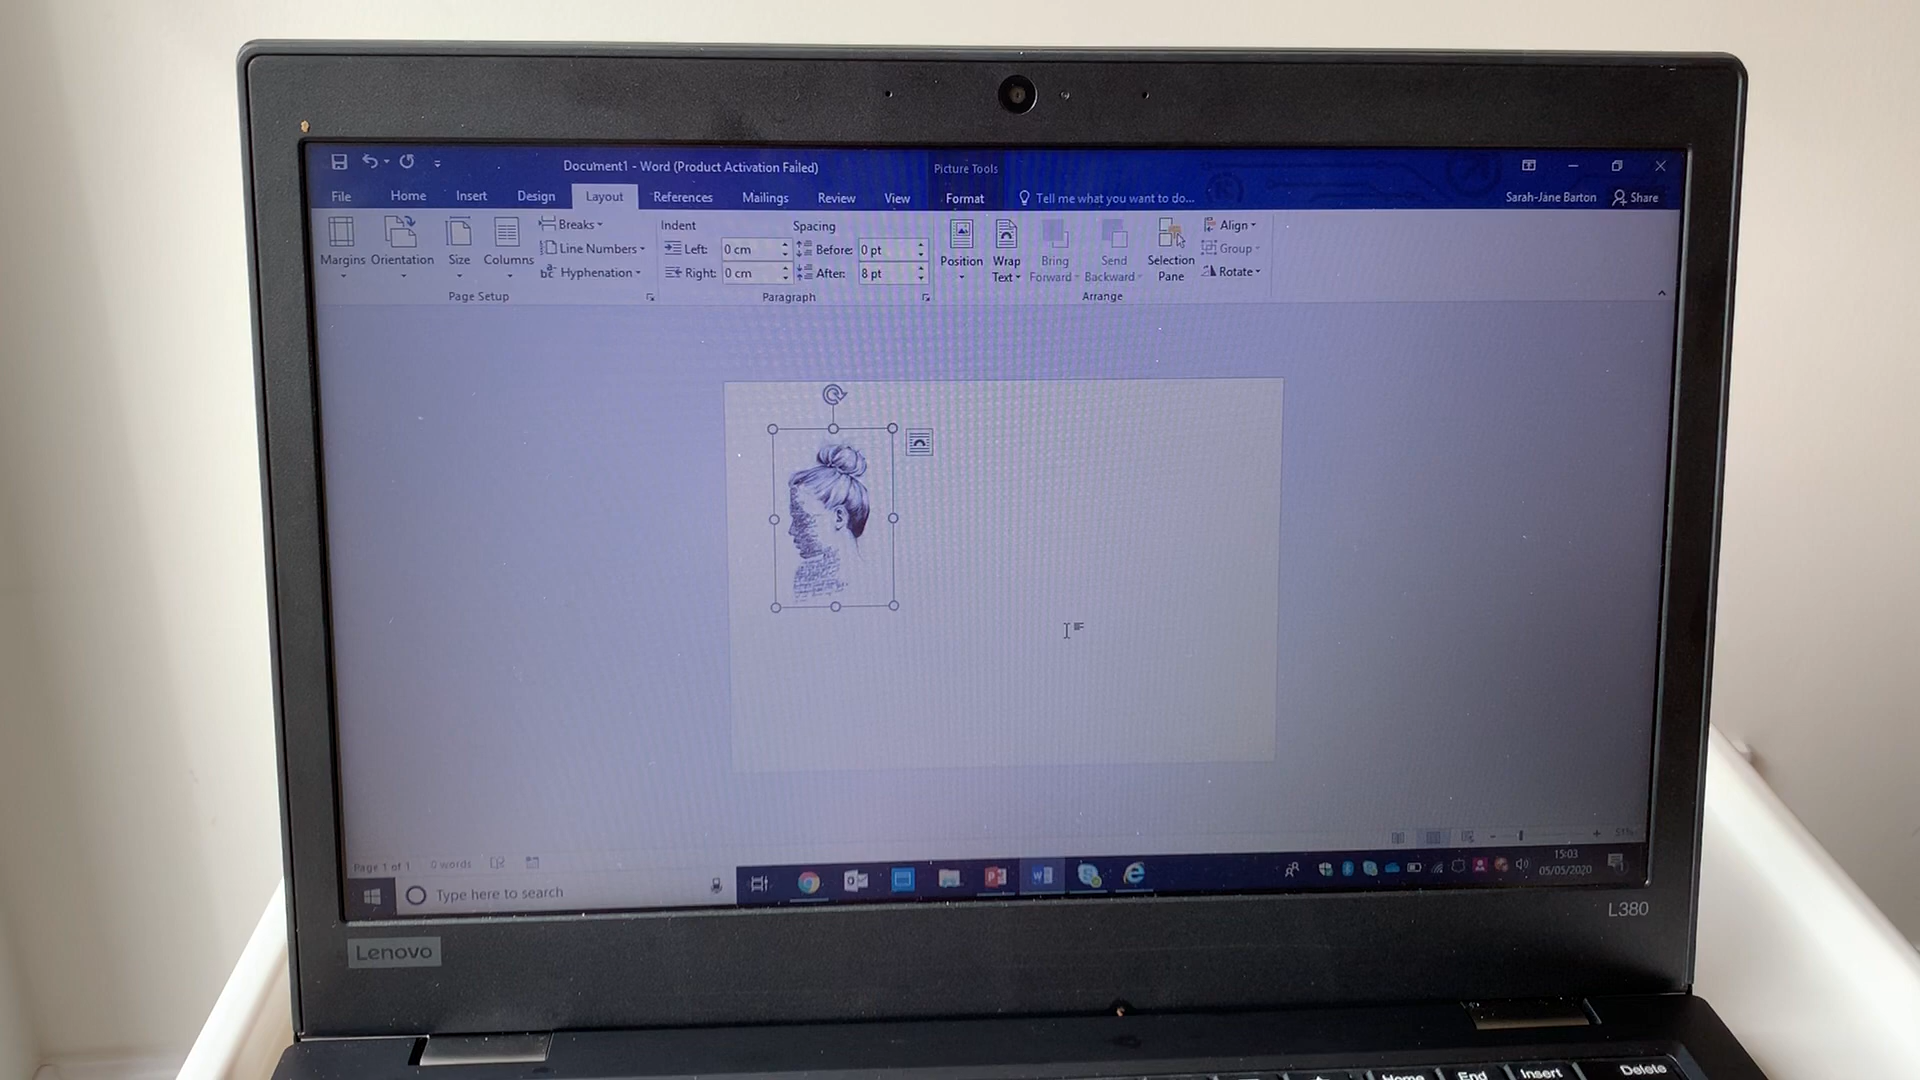 Document1 - Word (Product Activation Failed)
Picture Tools
File Home Insert Design Layout References Mailings Review View Format Tell me what you want to do...
Sarah-Jane Barton Share
Margins
Orientation
Size
Columns
Breaks
Line Numbers
Hyphenation
Page Setup
Indent
Left: 0 cm
Right: 0 cm
Spacing
Before: 0 pt
After: 8 pt
Paragraph
Position
Wrap
Text
Bring
Forward
Send
Backward
Selection
Pane
Align
Group
Rotate
Arrange
Page 1 of 1 0 words
51%
Type here to search
15:03
05/05/2020
L380
Lenovo
Home End Insert Delete